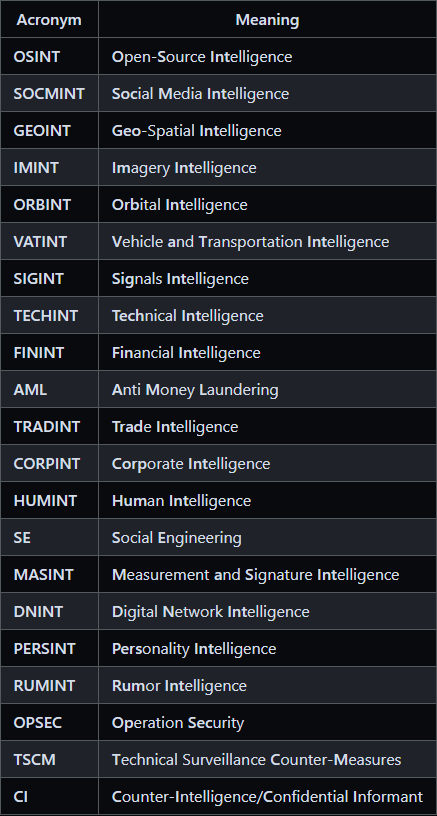 Acronym Meaning
OSINT Open-Source Intelligence
SOCMINT Social Media Intelligence
GEOINT Geo-Spatial Intelligence
IMINT Imagery Intelligence
ORBINT Orbital Intelligence
VATINT Vehicle and Transportation Intelligence
SIGINT Signals Intelligence
TECHINT Technical Intelligence
FININT Financial Intelligence
AML Anti Money Laundering
TRADINT Trade Intelligence
CORPINT Corporate Intelligence
HUMINT Human Intelligence
SE Social Engineering
MASINT Measurement and Signature Intelligence
DNINT Digital Network Intelligence
PERSINT Personality Intelligence
RUMINT Rumor Intelligence
OPSEC Operation Security
TSCM Technical Surveillance Counter-Measures
CI Counter-Intelligence/Confidential Informant